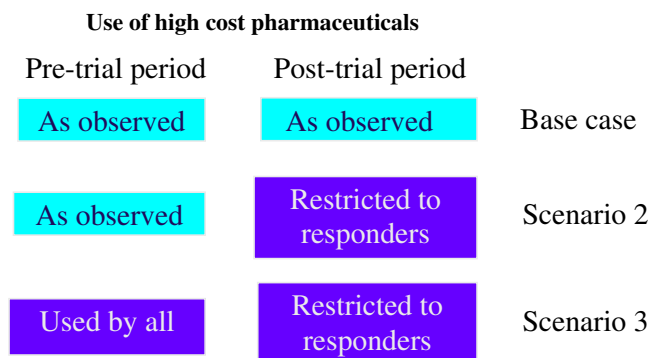 Use of high cost pharmaceuticals
Pre-trial period Post-trial period
As observed As observed Base case
As observed Restricted to responders Scenario 2
Used by all Restricted to responders Scenario 3